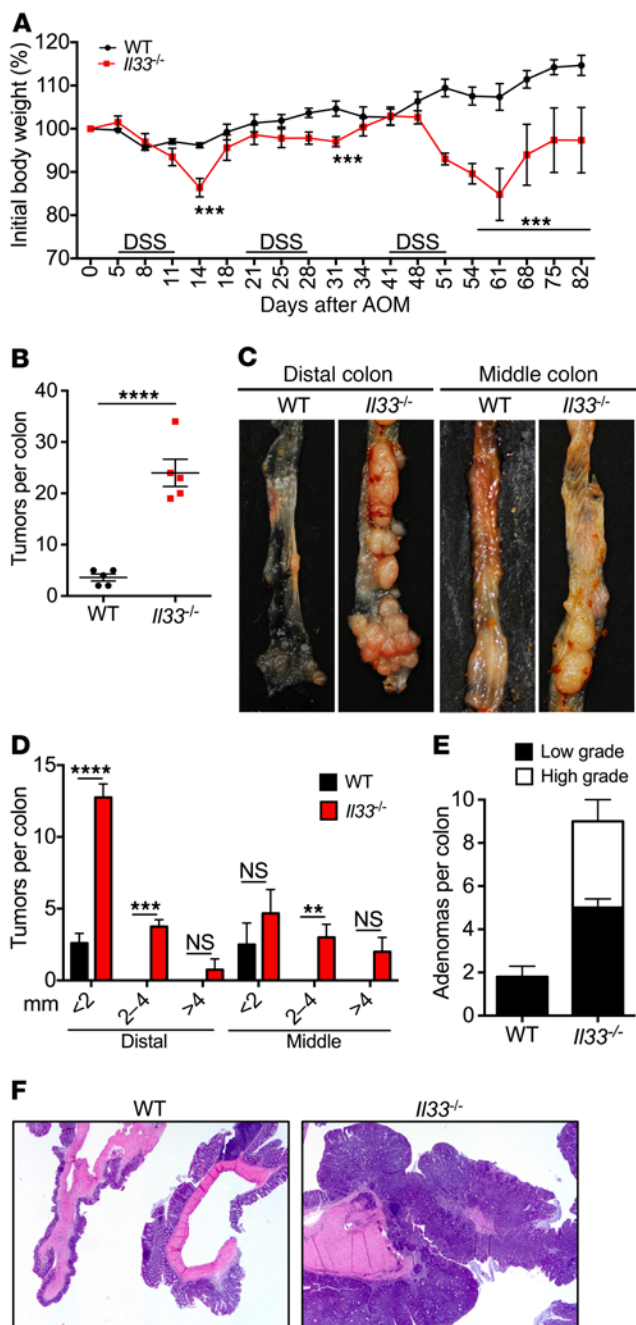 A
WT
Il33-/-
Initial body weight (%)
120
110
100
90
80
70
***
***
***
DSS
DSS
DSS
0 5 8 11 14 18 21 25 28 31 34 41 48 51 54 61 68 75 82
Days after AOM
B
Tumors per colon
40
30
20
10
0
****
WT Il33-/-
C
Distal colon Middle colon
WT Il33-/- WT Il33-/-
D
Tumors per colon
15
10
5
0
****
***
NS
NS
**
NS
WT
Il33-/-
mm <2 2–4 >4 <2 2–4 >4
Distal Middle
E
Low grade
High grade
Adenomas per colon
10
8
6
4
2
0
WT Il33-/-
F
WT Il33-/-